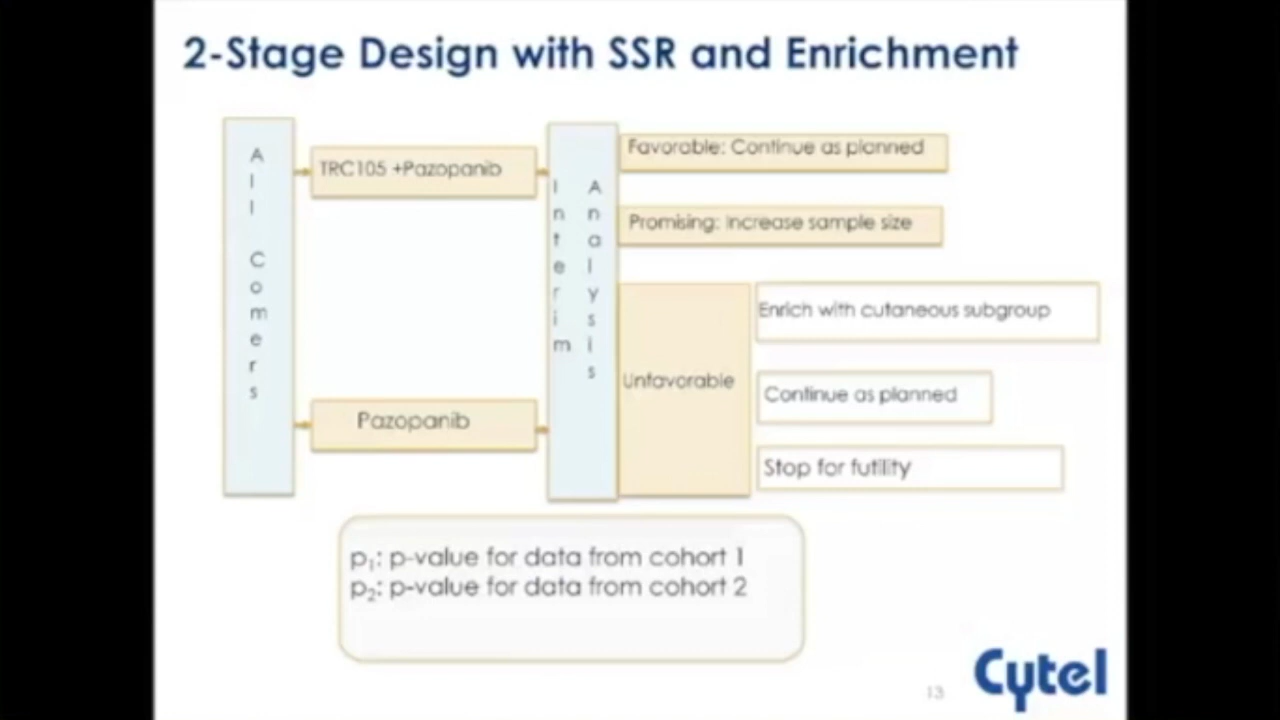 2-Stage Design with SSR and Enrichment
All Comers
TRC105 +Pazopanib
Pazopanib
Interim Analysis
Favorable: Continue as planned
Promising: Increase sample size
Unfavorable
Enrich with cutaneous subgroup
Continue as planned
Stop for futility
p₁: p-value for data from cohort 1
p₂: p-value for data from cohort 2
13
Cytel